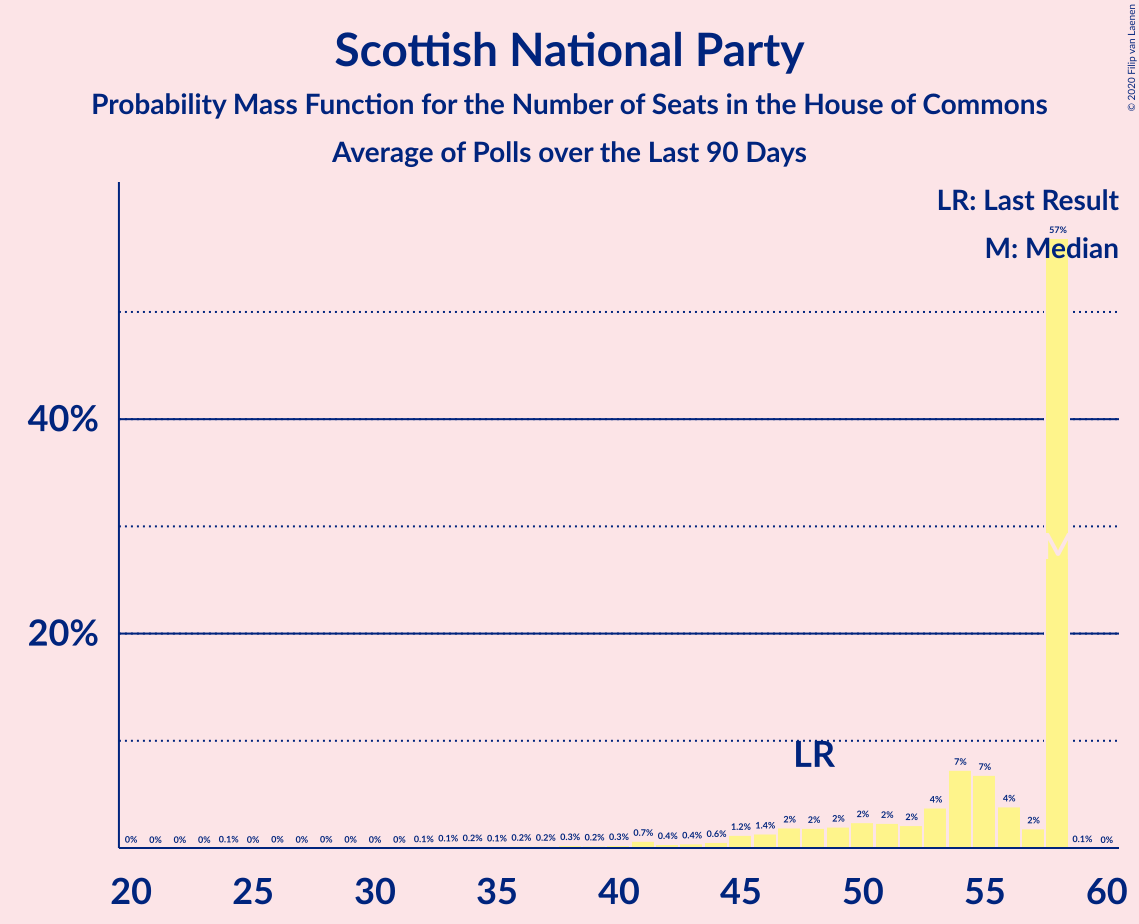 © 2020 Filip van Laenen
Scottish National Party
Probability Mass Function for the Number of Seats in the House of Commons
Average of Polls over the Last 90 Days
LR: Last Result
M: Median
40%
20%
LR
0% 0% 0% 0% 0.1% 0% 0% 0% 0% 0% 0% 0% 0.1% 0.1% 0.2% 0.1% 0.2% 0.2% 0.3% 0.2% 0.3% 0.7% 0.4% 0.4% 0.6% 1.2% 1.4% 2% 2% 2% 2% 2% 2% 4% 7% 7% 4% 2% 57% 0.1% 0%
20 25 30 35 40 45 50 55 60